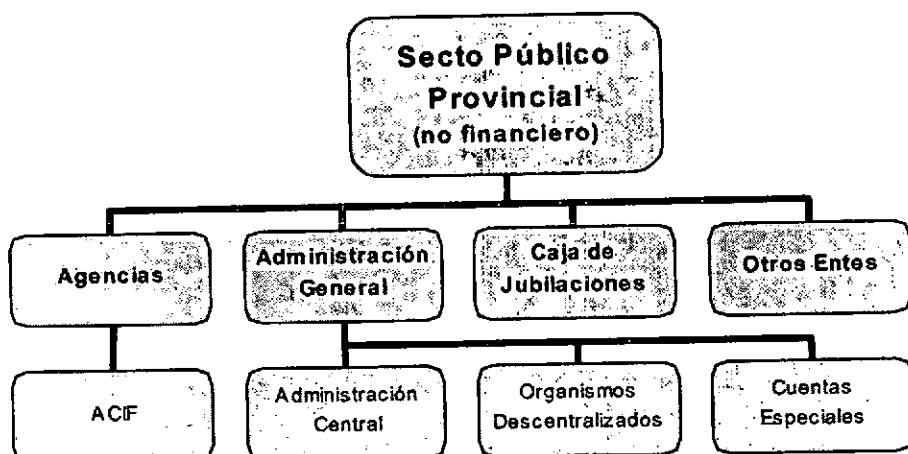 Secto Público
Provincial
(no financiero)
Agencias
Administración
General
Caja de
Jubilaciones
Otros Entes
ACIF
Administración
Central
Organismos
Descentralizados
Cuentas
Especiales